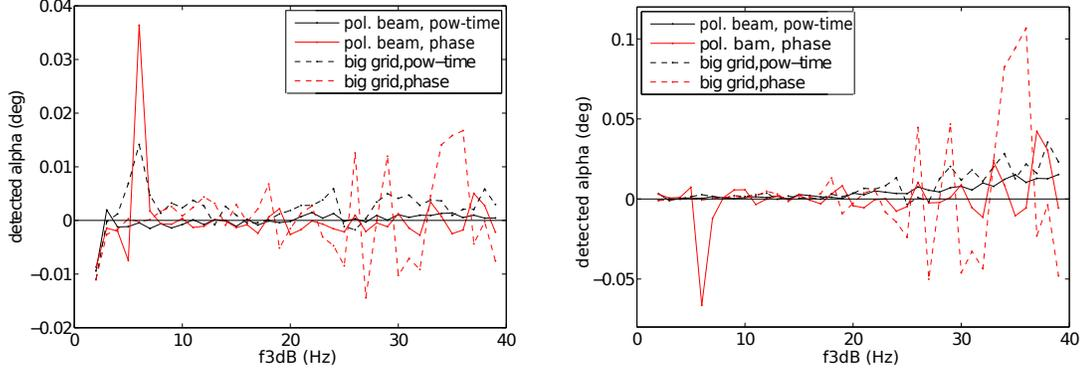 0.04
0.03
0.02
0.01
0
−0.01
−0.02
0
10
20
30
40
f3dB (Hz)
detected alpha (deg)
pol. beam, pow-time
pol. beam, phase
big grid,pow−time
big grid,phase
0.1
0.05
0
−0.05
0
10
20
30
40
f3dB (Hz)
detected alpha (deg)
pol. beam, pow-time
pol. bam, phase
big grid,pow−time
big grid,phase